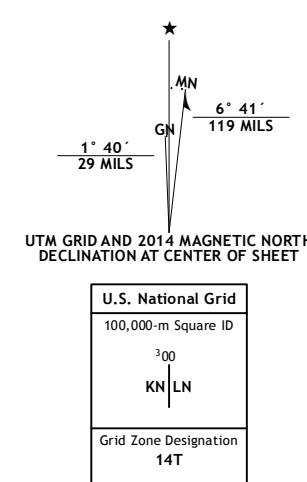 ★
MN
GN
6° 41´
119 MILS
1° 40´
29 MILS
UTM GRID AND 2014 MAGNETIC NORTH
DECLINATION AT CENTER OF SHEET
U.S. National Grid
100,000-m Square ID
³00
KN LN
Grid Zone Designation
14T